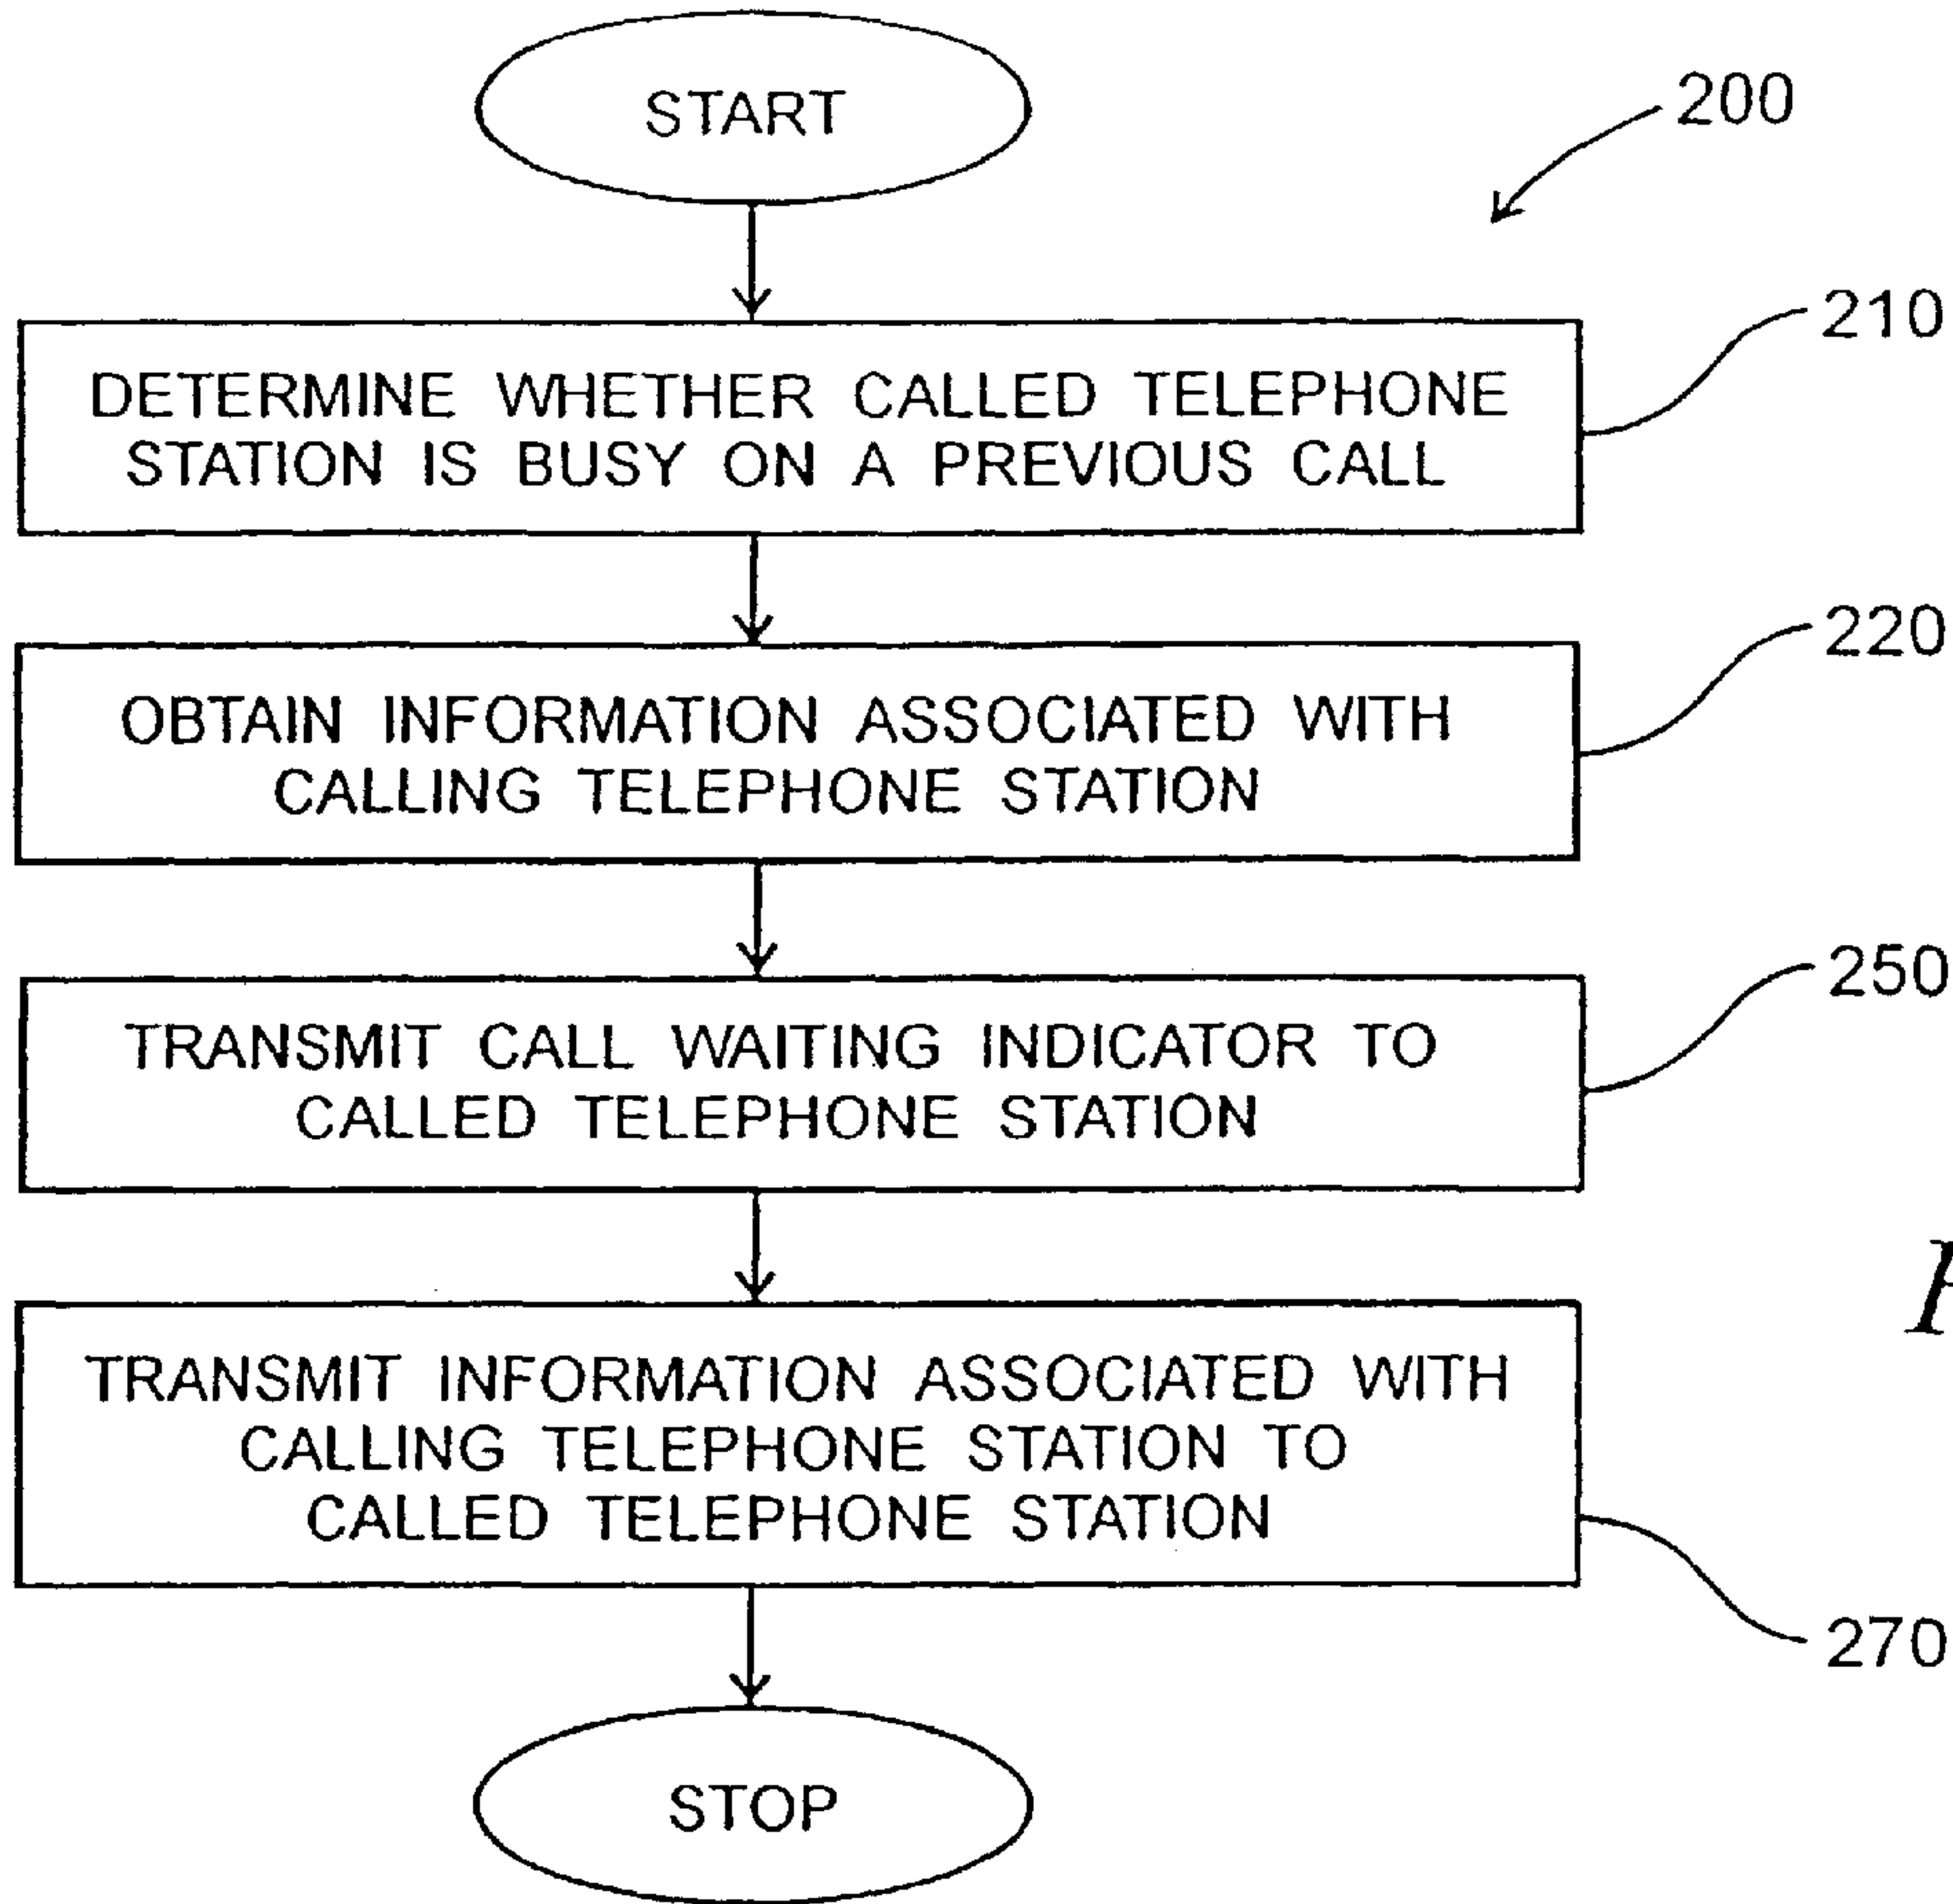 START
200
210
DETERMINE WHETHER CALLED TELEPHONE
STATION IS BUSY ON A PREVIOUS CALL
220
OBTAIN INFORMATION ASSOCIATED WITH
CALLING TELEPHONE STATION
250
TRANSMIT CALL WAITING INDICATOR TO
CALLED TELEPHONE STATION
TRANSMIT INFORMATION ASSOCIATED WITH
CALLING TELEPHONE STATION TO
CALLED TELEPHONE STATION
270
STOP